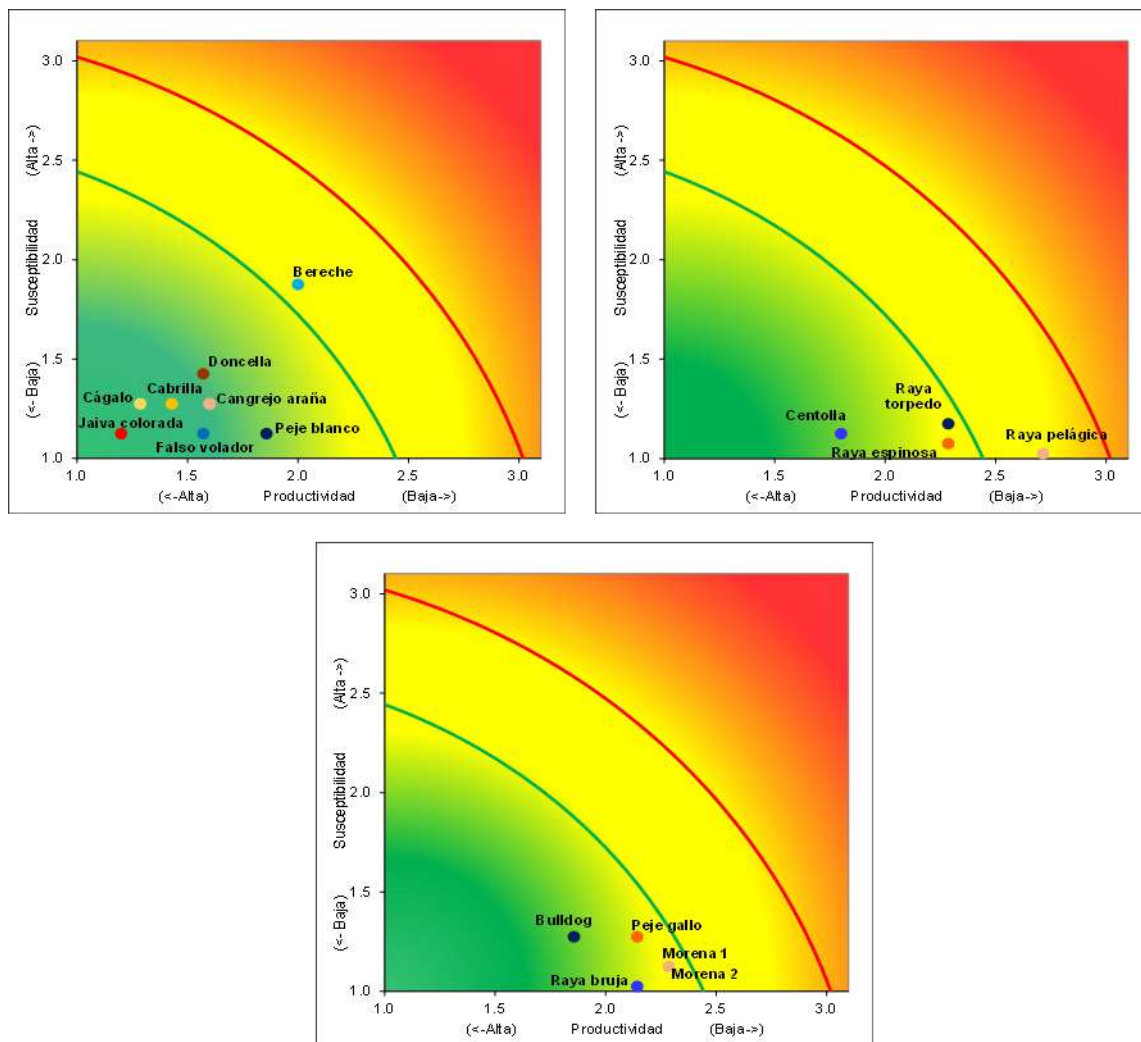 3.0
2.5
2.0
1.5
1.0
(Alta ->)
Susceptibilidad
(<- Baja)
Bereche
Doncella
Cágalo
Cabrilla
Cangrejo araña
Jaiva colorada
Falso volador
Peje blanco
1.0
1.5
2.0
2.5
3.0
(<-Alta)
Productividad
(Baja->)
3.0
2.5
2.0
1.5
1.0
(Alta ->)
Susceptibilidad
(<- Baja)
Raya
torpedo
Centolla
Raya espinosa
Raya pelágica
1.0
1.5
2.0
2.5
3.0
(<-Alta)
Productividad
(Baja->)
3.0
2.5
2.0
1.5
1.0
(Alta ->)
Susceptibilidad
(<- Baja)
Bulldog
Peje gallo
Morena 1
Morena 2
Raya bruja
1.0
1.5
2.0
2.5
3.0
(<-Alta)
Productividad
(Baja->)